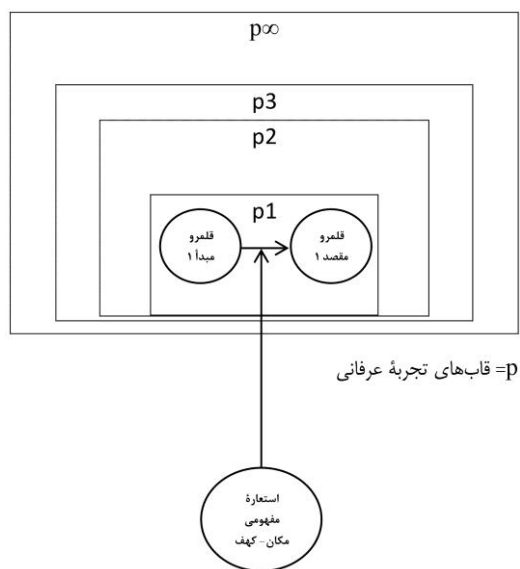 p∞
p3
p2
p1
قلمرو
مبدأ ۱
قلمرو
مقصد ۱
p= قاب‌های تجربهٔ عرفانی
استعارهٔ
مفهومی
مکان - کهف